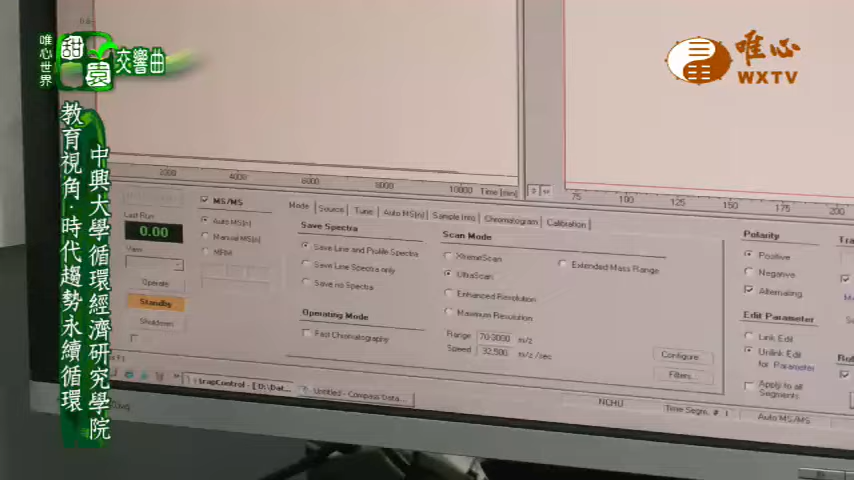 唯心世界
甜園交響曲
唯心
WXTV
教育視角 時代趨勢永續循環
中興大學循環經濟研究學院
2000 4000 6000 8000 10000 Time [min]
75 100 125 150 175 200
Last Run
0.00
Operate
Standby
Shutdown
MS/MS
Auto MS(n)
Manual MS(n)
MRM
Mode Source Tune Auto MS(n) Sample Info Chromatogram Calibration
Save Spectra
Save Line and Profile Spectra
Save Line Spectra only
Save no Spectra
Operating Mode
Fast Chromatography
Scan Mode
XtremeScan
UltraScan
Enhanced Resolution
Maximum Resolution
Extended Mass Range
Range 70-3000 m/z
Speed 32,500 m/z /sec
Configure
Filters
Polarity
Positive
Negative
Alternating
Edit Parameter
Link Edit
Unlink Edit
for Parameter
Apply to all
Segments
trapControl - [D:\Dat...
Untitled - Compass Data...
NCHU
Time Segm. # 1
Auto MS/MS